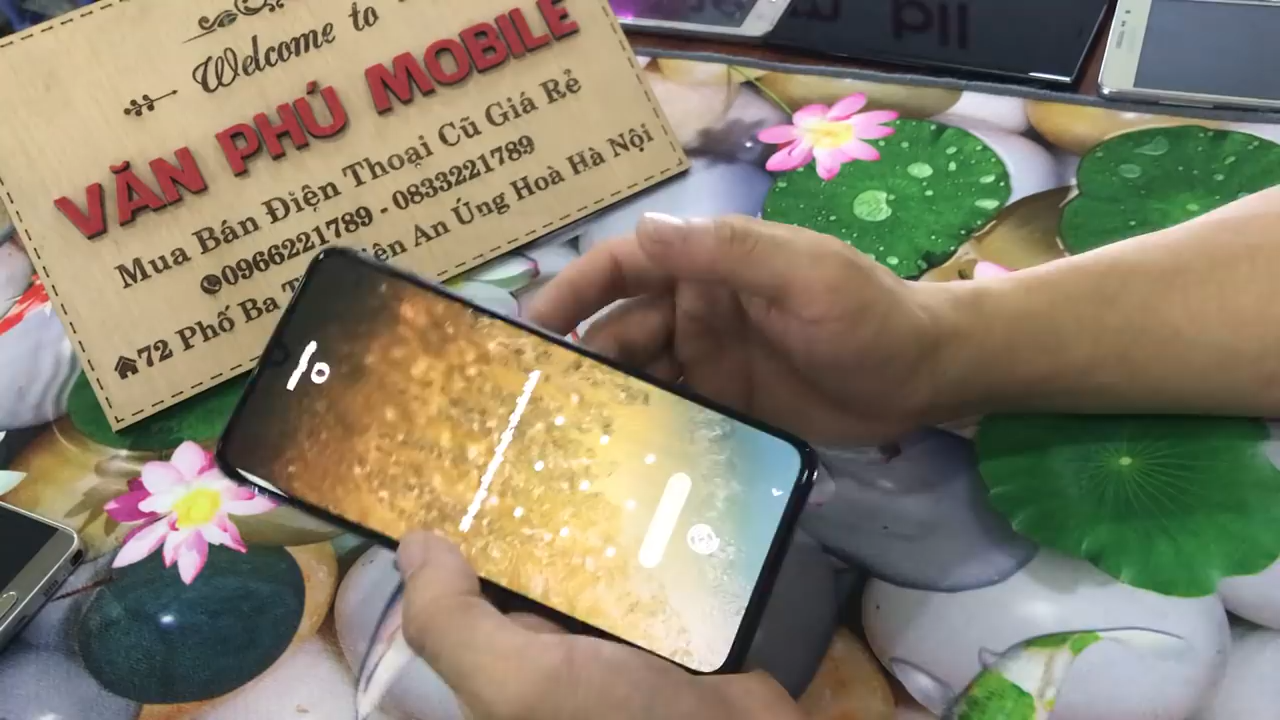 Welcome to
VĂN PHÚ MOBILE
Mua Bán Điện Thoại Cũ Giá Rẻ
0966221789 - 0833221789
72 Phố Ba An Ứng Hoà Hà Nội